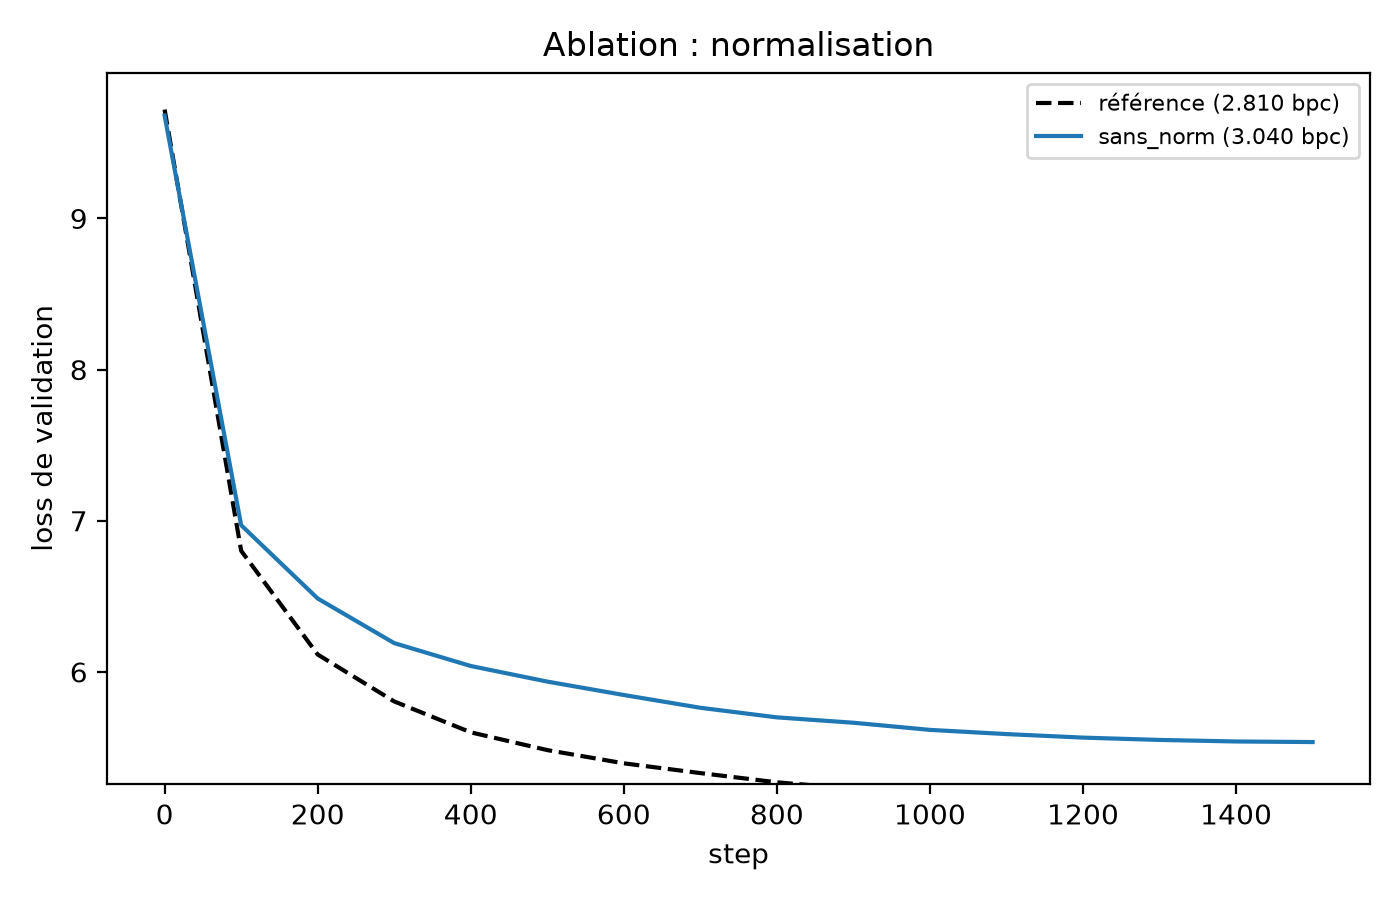 Ablation : normalisation
référence (2.810 bpc)
sans_norm (3.040 bpc)
loss de validation
9
8
7
6
0 200 400 600 800 1000 1200 1400
step